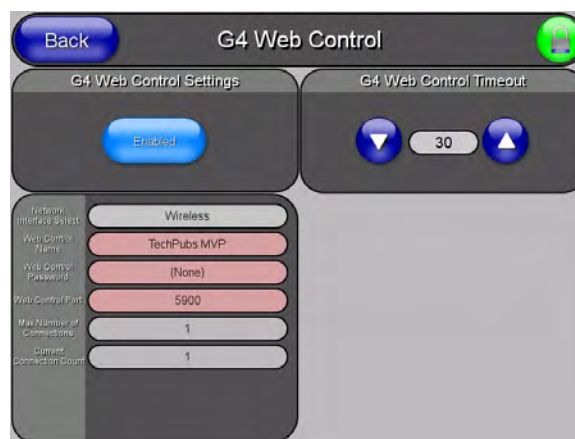 Back
G4 Web Control
G4 Web Control Settings
G4 Web Control Timeout
Enabled
30
Network
Interface Select
Wireless
Web Control
Name
TechPubs MVP
Web Control
Password
(None)
Web Control Port
5900
Max Number of
Connections
1
Current
Connection Count
1